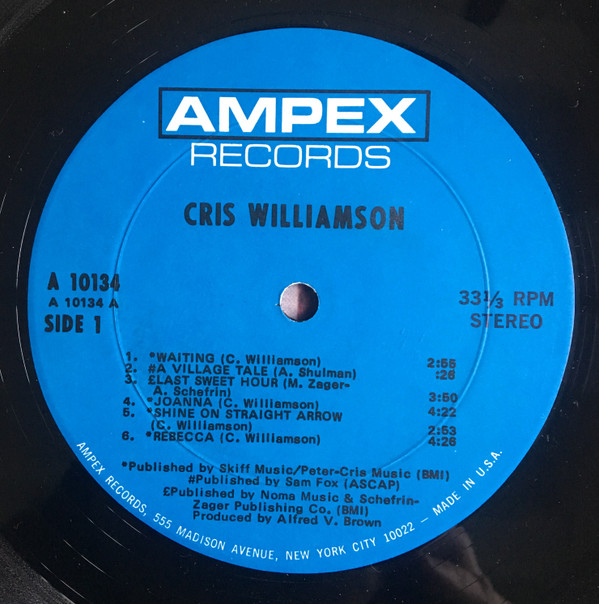 AMPEX
RECORDS
CRIS WILLIAMSON
A 10134
A 10134 A
SIDE 1
33⅓ RPM
STEREO
1. *WAITING (C. Williamson) 2:55
2. #A VILLAGE TALE (A. Shulman) :26
3. £LAST SWEET HOUR (M. Zager-
A. Schefrin) 3:50
4. *JOANNA (C. Williamson) 4:22
5. *SHINE ON STRAIGHT ARROW
(C. Williamson) 2:53
6. *REBECCA (C. Williamson) 4:26
*Published by Skiff Music/Peter-Cris Music (BMI)
#Published by Sam Fox (ASCAP)
£Published by Noma Music & Schefrin-
Zager Publishing Co. (BMI)
Produced by Alfred V. Brown
AMPEX RECORDS, 555 MADISON AVENUE, NEW YORK CITY 10022 — MADE IN U.S.A.